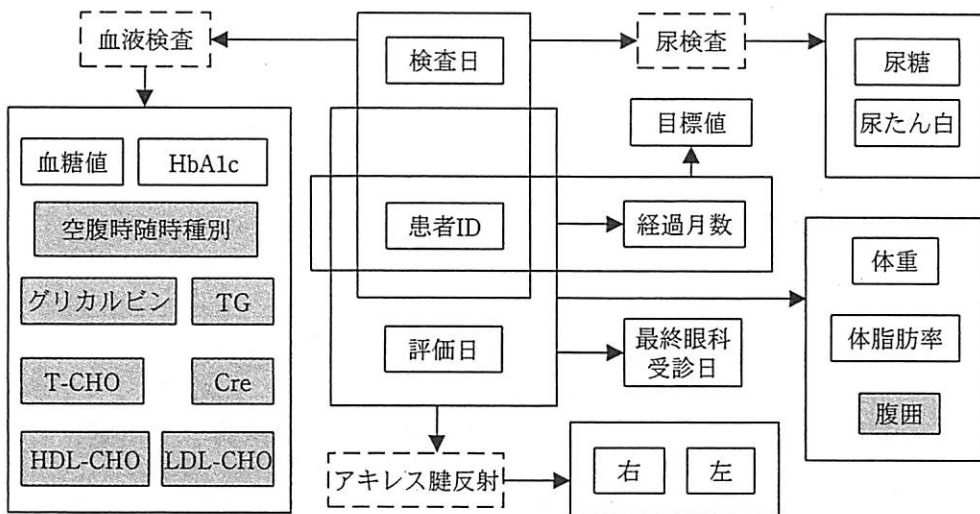 血液検査
検査日
尿検査
尿糖
尿たん白
目標値
血糖値
HbA1c
空腹時随時種別
患者ID
経過月数
グリカルビン
TG
体重
体脂肪率
腹囲
評価日
最終眼科
受診日
T-CHO
Cre
HDL-CHO
LDL-CHO
アキレス腱反射
右
左